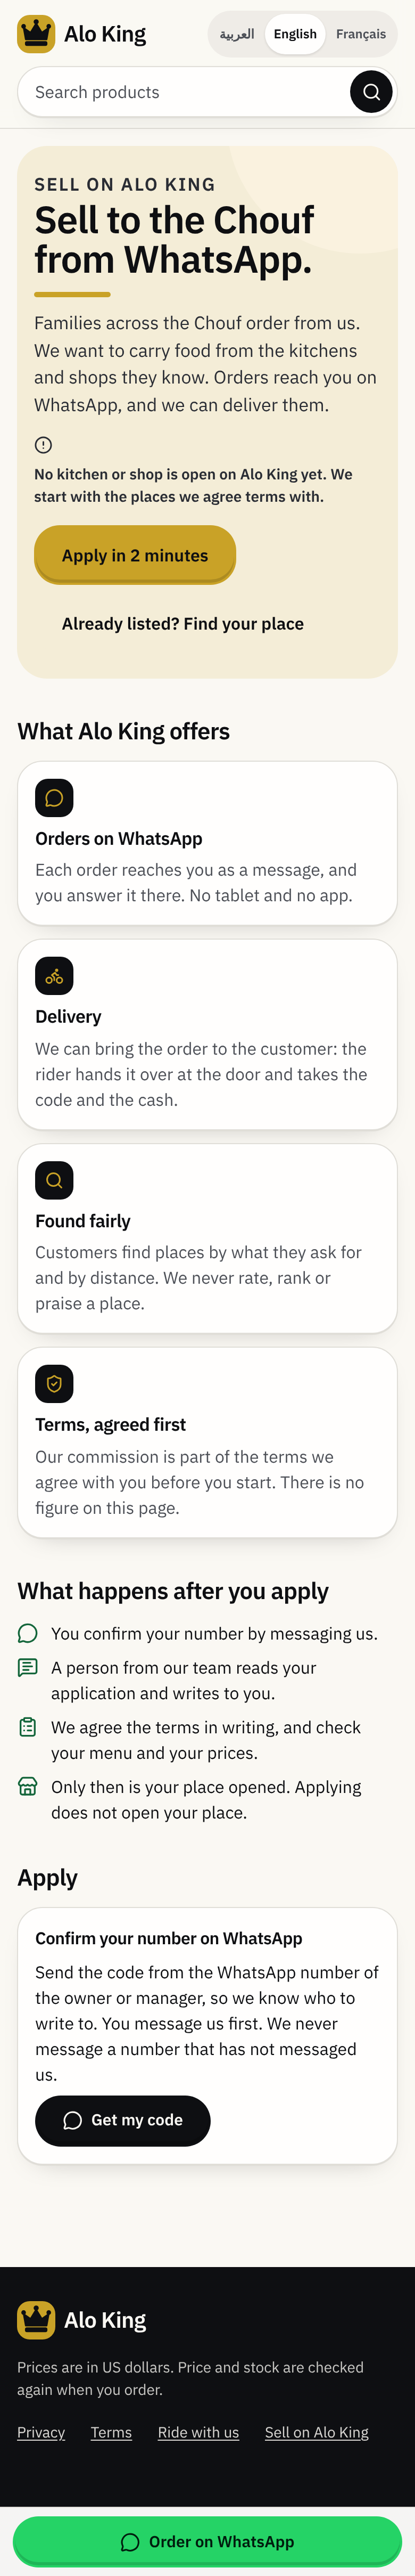 Alo King
العربية English Français
Search products
SELL ON ALO KING
Sell to the Chouf
from WhatsApp.
Families across the Chouf order from us.
We want to carry food from the kitchens
and shops they know. Orders reach you on
WhatsApp, and we can deliver them.
No kitchen or shop is open on Alo King yet. We
start with the places we agree terms with.
Apply in 2 minutes
Already listed? Find your place
What Alo King offers
Orders on WhatsApp
Each order reaches you as a message, and
you answer it there. No tablet and no app.
Delivery
We can bring the order to the customer: the
rider hands it over at the door and takes the
code and the cash.
Found fairly
Customers find places by what they ask for
and by distance. We never rate, rank or
praise a place.
Terms, agreed first
Our commission is part of the terms we
agree with you before you start. There is no
figure on this page.
What happens after you apply
You confirm your number by messaging us.
A person from our team reads your
application and writes to you.
We agree the terms in writing, and check
your menu and your prices.
Only then is your place opened. Applying
does not open your place.
Apply
Confirm your number on WhatsApp
Send the code from the WhatsApp number of
the owner or manager, so we know who to
write to. You message us first. We never
message a number that has not messaged
us.
Get my code
Alo King
Prices are in US dollars. Price and stock are checked
again when you order.
Privacy Terms Ride with us Sell on Alo King
Order on WhatsApp